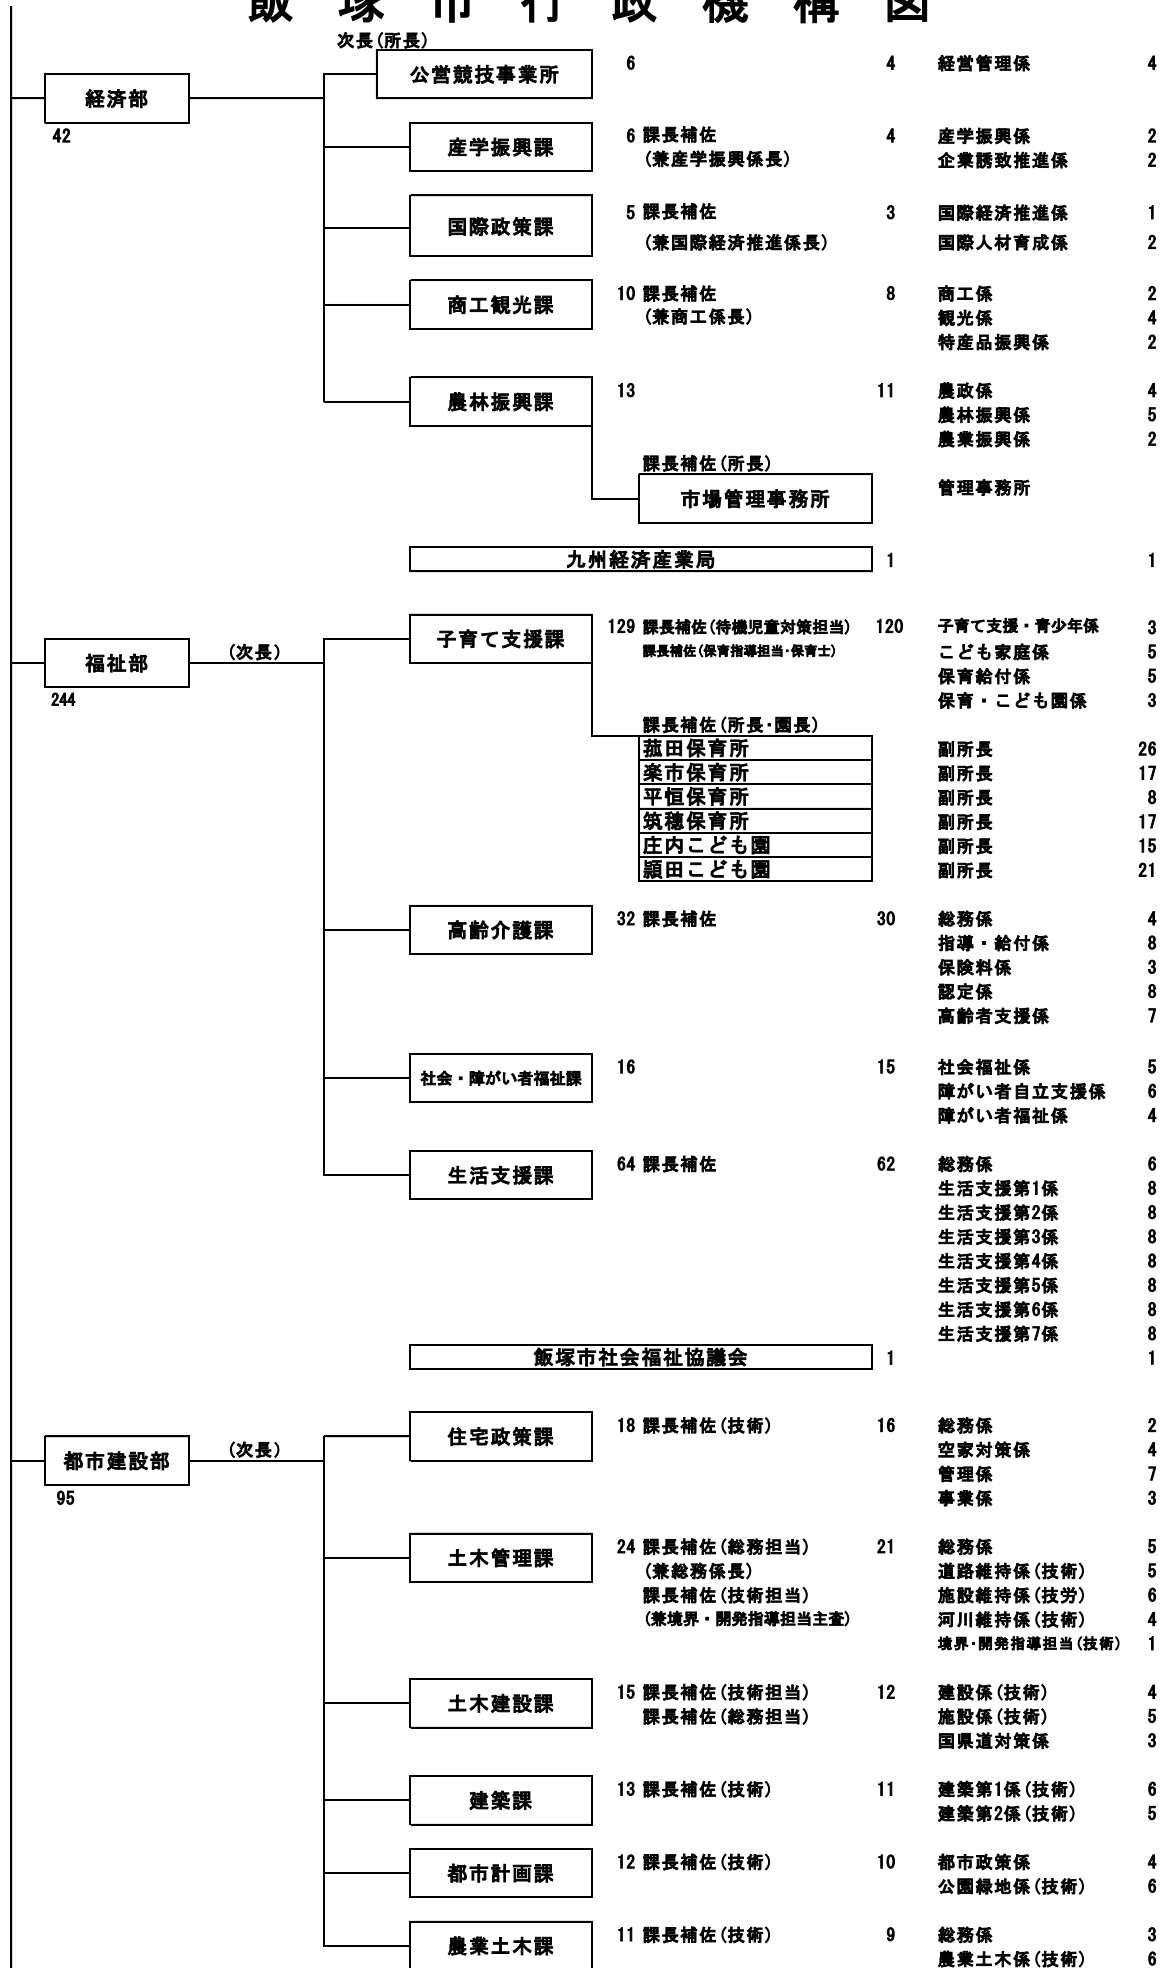 飯塚市行政機構図
次長(所長)
公営競技事業所 6 4 経営管理係 4
経済部
42
産学振興課 6 課長補佐 4 産学振興係 2
(兼産学振興係長) 企業誘致推進係 2
国際政策課 5 課長補佐 3 国際経済推進係 1
(兼国際経済推進係長) 国際人材育成係 2
商工観光課 10 課長補佐 8 商工係 2
(兼商工係長) 観光係 4
特産品振興係 2
農林振興課 13 11 農政係 4
農林振興係 5
農業振興係 2
課長補佐(所長)
市場管理事務所 管理事務所
九州経済産業局 1 1
子育て支援課 129 課長補佐(待機児童対策担当) 120 子育て支援・青少年係 3
福祉部 (次長) 課長補佐(保育指導担当・保育士) こども家庭係 5
244 保育給付係 5
保育・こども園係 3
課長補佐(所長・園長)
菰田保育所 副所長 26
楽市保育所 副所長 17
平恒保育所 副所長 8
筑穂保育所 副所長 17
庄内こども園 副所長 15
頴田こども園 副所長 21
高齢介護課 32 課長補佐 30 総務係 4
指導・給付係 8
保険料係 3
認定係 8
高齢者支援係 7
社会・障がい者福祉課 16 15 社会福祉係 5
障がい者自立支援係 6
障がい者福祉係 4
生活支援課 64 課長補佐 62 総務係 6
生活支援第1係 8
生活支援第2係 8
生活支援第3係 8
生活支援第4係 8
生活支援第5係 8
生活支援第6係 8
生活支援第7係 8
飯塚市社会福祉協議会 1 1
住宅政策課 18 課長補佐(技術) 16 総務係 2
都市建設部 (次長) 空家対策係 4
管理係 7
95 事業係 3
土木管理課 24 課長補佐(総務担当) 21 総務係 5
(兼総務係長) 道路維持係(技術) 5
課長補佐(技術担当) 施設維持係(技労) 6
(兼境界・開発指導担当主査) 河川維持係(技術) 4
境界・開発指導担当(技術) 1
土木建設課 15 課長補佐(技術担当) 12 建設係(技術) 4
課長補佐(総務担当) 施設係(技術) 5
国県道対策係 3
建築課 13 課長補佐(技術) 11 建築第1係(技術) 6
建築第2係(技術) 5
都市計画課 12 課長補佐(技術) 10 都市政策係 4
公園緑地係(技術) 6
農業土木課 11 課長補佐(技術) 9 総務係 3
農業土木係(技術) 6